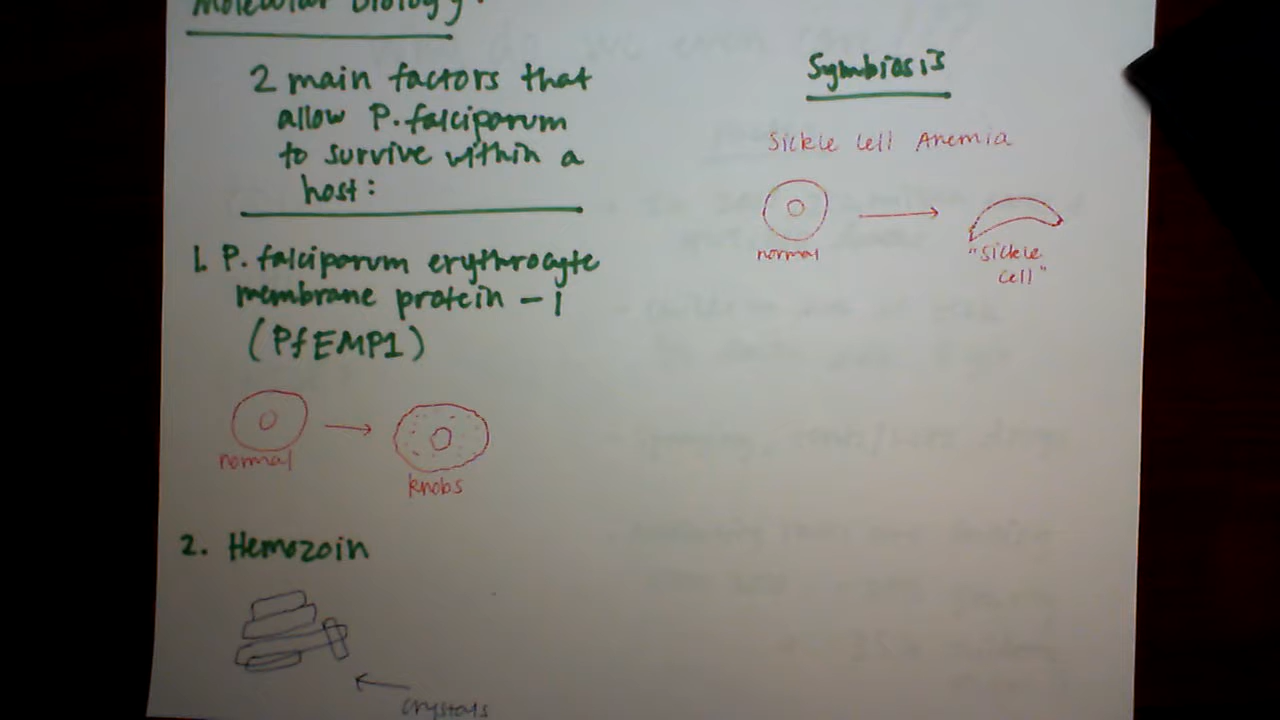 Molecular Biology:
2 main factors that
allow P. falciparum
to survive within a
host:
1. P. falciparum erythrocyte
membrane protein - 1
(PfEMP1)
normal
knobs
2. Hemozoin
crystals
Symbiosis
Sickle Cell Anemia
normal
"Sickle
cell"